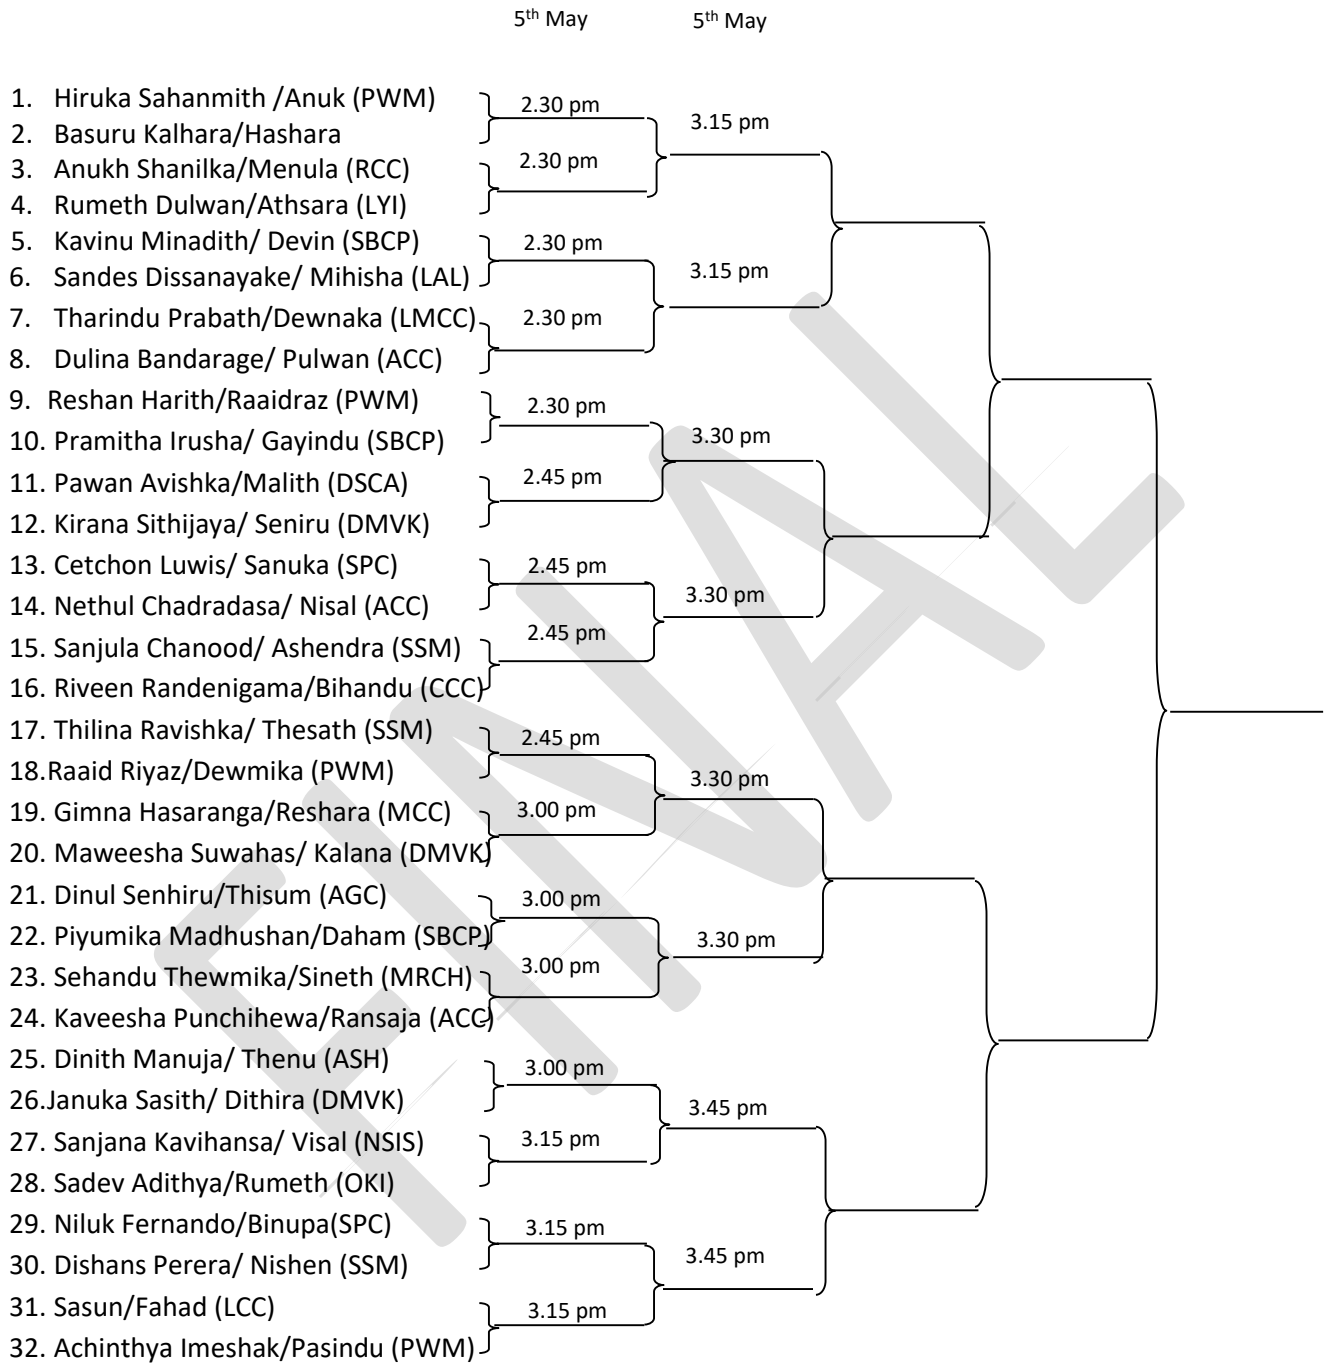 5th May 5th May
1. Hiruka Sahanmith /Anuk (PWM) 2.30 pm
3.15 pm
2. Basuru Kalhara/Hashara
3. Anukh Shanilka/Menula (RCC) 2.30 pm
4. Rumeth Dulwan/Athsara (LYI)
5. Kavinu Minadith/ Devin (SBCP) 2.30 pm
6. Sandes Dissanayake/ Mihisha (LAL) 3.15 pm
7. Tharindu Prabath/Dewnaka (LMCC) 2.30 pm
8. Dulina Bandarage/ Pulwan (ACC)
9. Reshan Harith/Raaidraz (PWM) 2.30 pm
10. Pramitha Irusha/ Gayindu (SBCP) 3.30 pm
11. Pawan Avishka/Malith (DSCA) 2.45 pm
12. Kirana Sithijaya/ Seniru (DMVK)
13. Cetchon Luwis/ Sanuka (SPC) 2.45 pm
14. Nethul Chadradasa/ Nisal (ACC) 3.30 pm
15. Sanjula Chanood/ Ashendra (SSM) 2.45 pm
16. Riveen Randenigama/Bihandu (CCC)
17. Thilina Ravishka/ Thesath (SSM) 2.45 pm
18.Raaid Riyaz/Dewmika (PWM) 3.30 pm
19. Gimna Hasaranga/Reshara (MCC) 3.00 pm
20. Maweesha Suwahas/ Kalana (DMVK)
21. Dinul Senhiru/Thisum (AGC) 3.00 pm
22. Piyumika Madhushan/Daham (SBCP) 3.30 pm
23. Sehandu Thewmika/Sineth (MRCH) 3.00 pm
24. Kaveesha Punchihewa/Ransaja (ACC)
25. Dinith Manuja/ Thenu (ASH) 3.00 pm
26.Januka Sasith/ Dithira (DMVK) 3.45 pm
27. Sanjana Kavihansa/ Visal (NSIS) 3.15 pm
28. Sadev Adithya/Rumeth (OKI)
29. Niluk Fernando/Binupa(SPC) 3.15 pm
30. Dishans Perera/ Nishen (SSM) 3.45 pm
31. Sasun/Fahad (LCC) 3.15 pm
32. Achinthya Imeshak/Pasindu (PWM)
FINAL